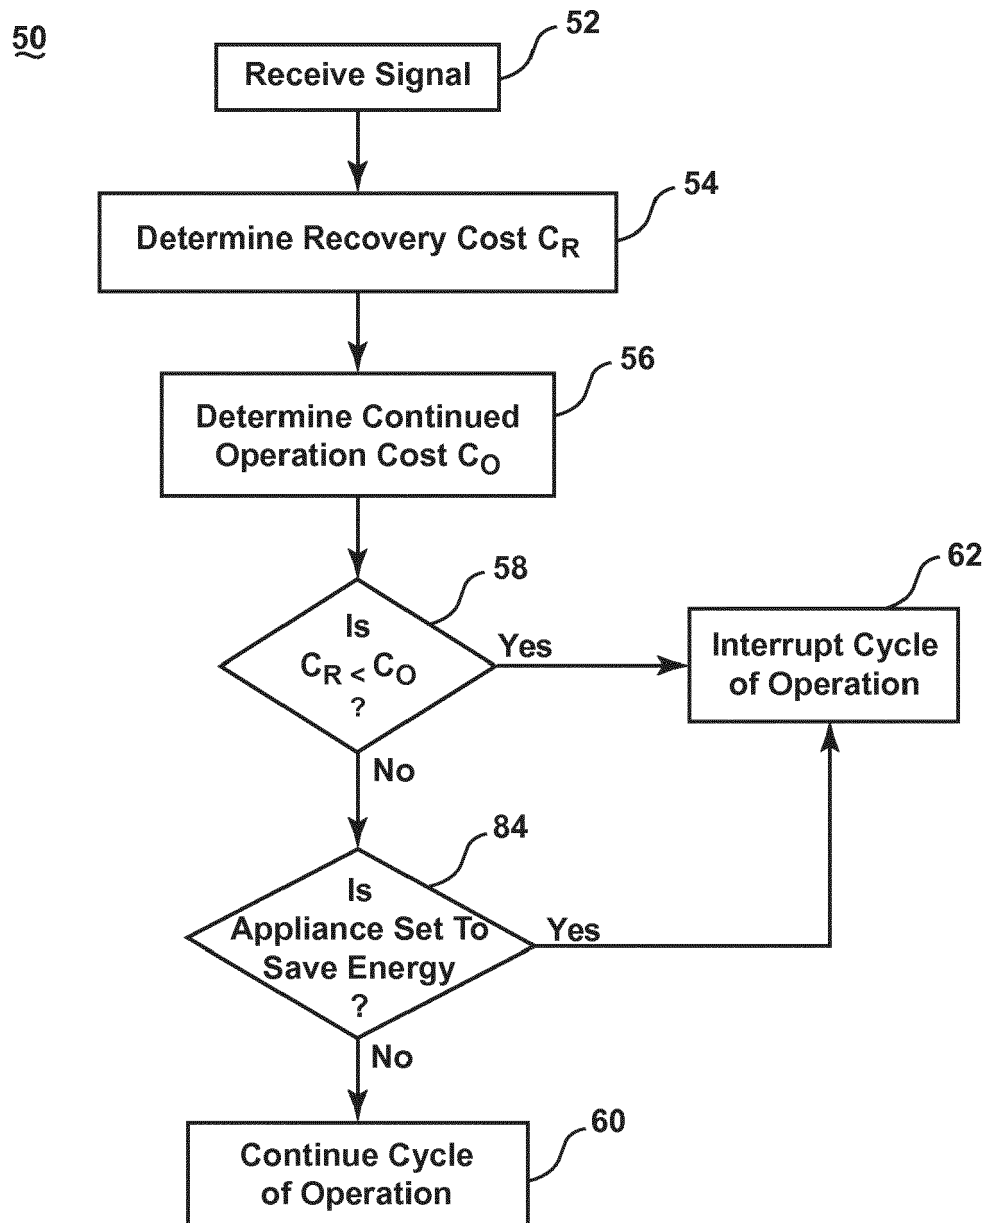 50
52
Receive Signal
54
Determine Recovery Cost CR
56
Determine Continued
Operation Cost CO
58
Is
CR < CO
?
Yes
62
Interrupt Cycle
of Operation
No
84
Is
Appliance Set To
Save Energy
?
Yes
No
60
Continue Cycle
of Operation